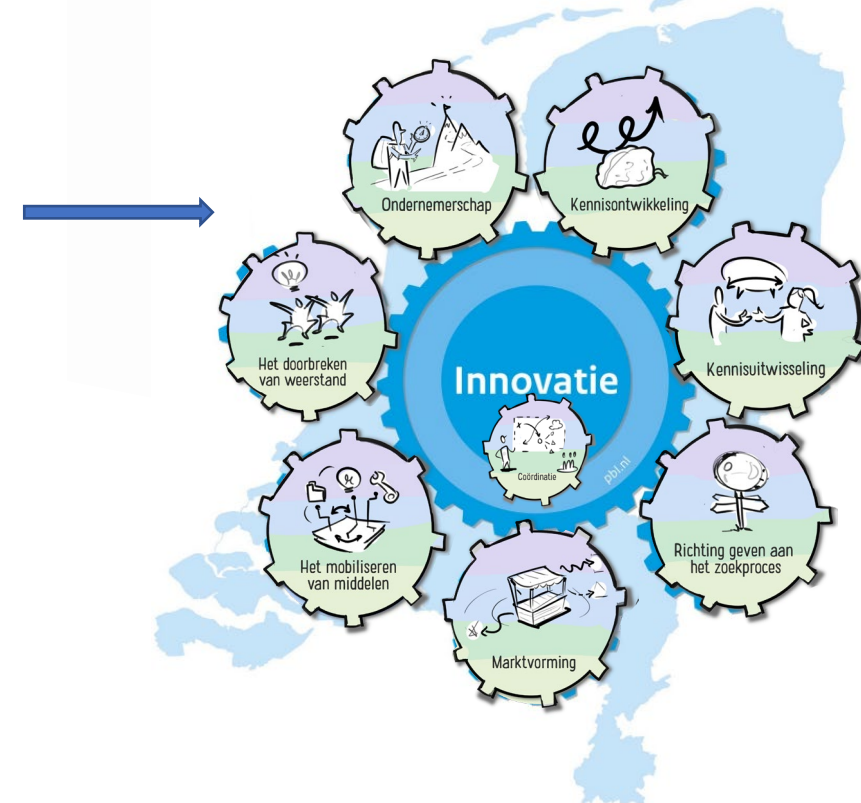 Ondernemerschap
Kennisontwikkeling
Het doorbreken
van weerstand
Kennisuitwisseling
Innovatie
Coördinatie
pbl.nl
Het mobiliseren
van middelen
Richting geven aan
het zoekproces
Marktvorming